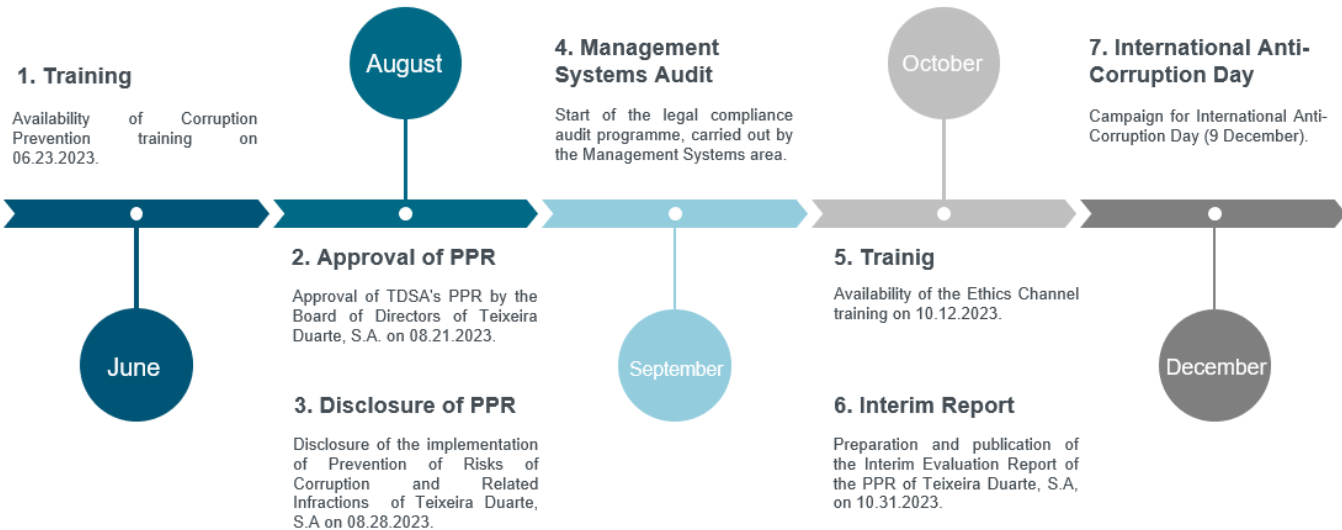 1. Training
Availability of Corruption
Prevention training on
06.23.2023.
June
August
2. Approval of PPR
Approval of TDSA's PPR by the
Board of Directors of Teixeira
Duarte, S.A. on 08.21.2023.
3. Disclosure of PPR
Disclosure of the implementation
of Prevention of Risks of
Corruption and Related
Infractions of Teixeira Duarte,
S.A on 08.28.2023.
4. Management
Systems Audit
Start of the legal compliance
audit programme, carried out by
the Management Systems area.
September
October
5. Trainig
Availability of the Ethics Channel
training on 10.12.2023.
6. Interim Report
Preparation and publication of
the Interim Evaluation Report of
the PPR of Teixeira Duarte, S.A,
on 10.31.2023.
7. International Anti-
Corruption Day
Campaign for International Anti-
Corruption Day (9 December).
December